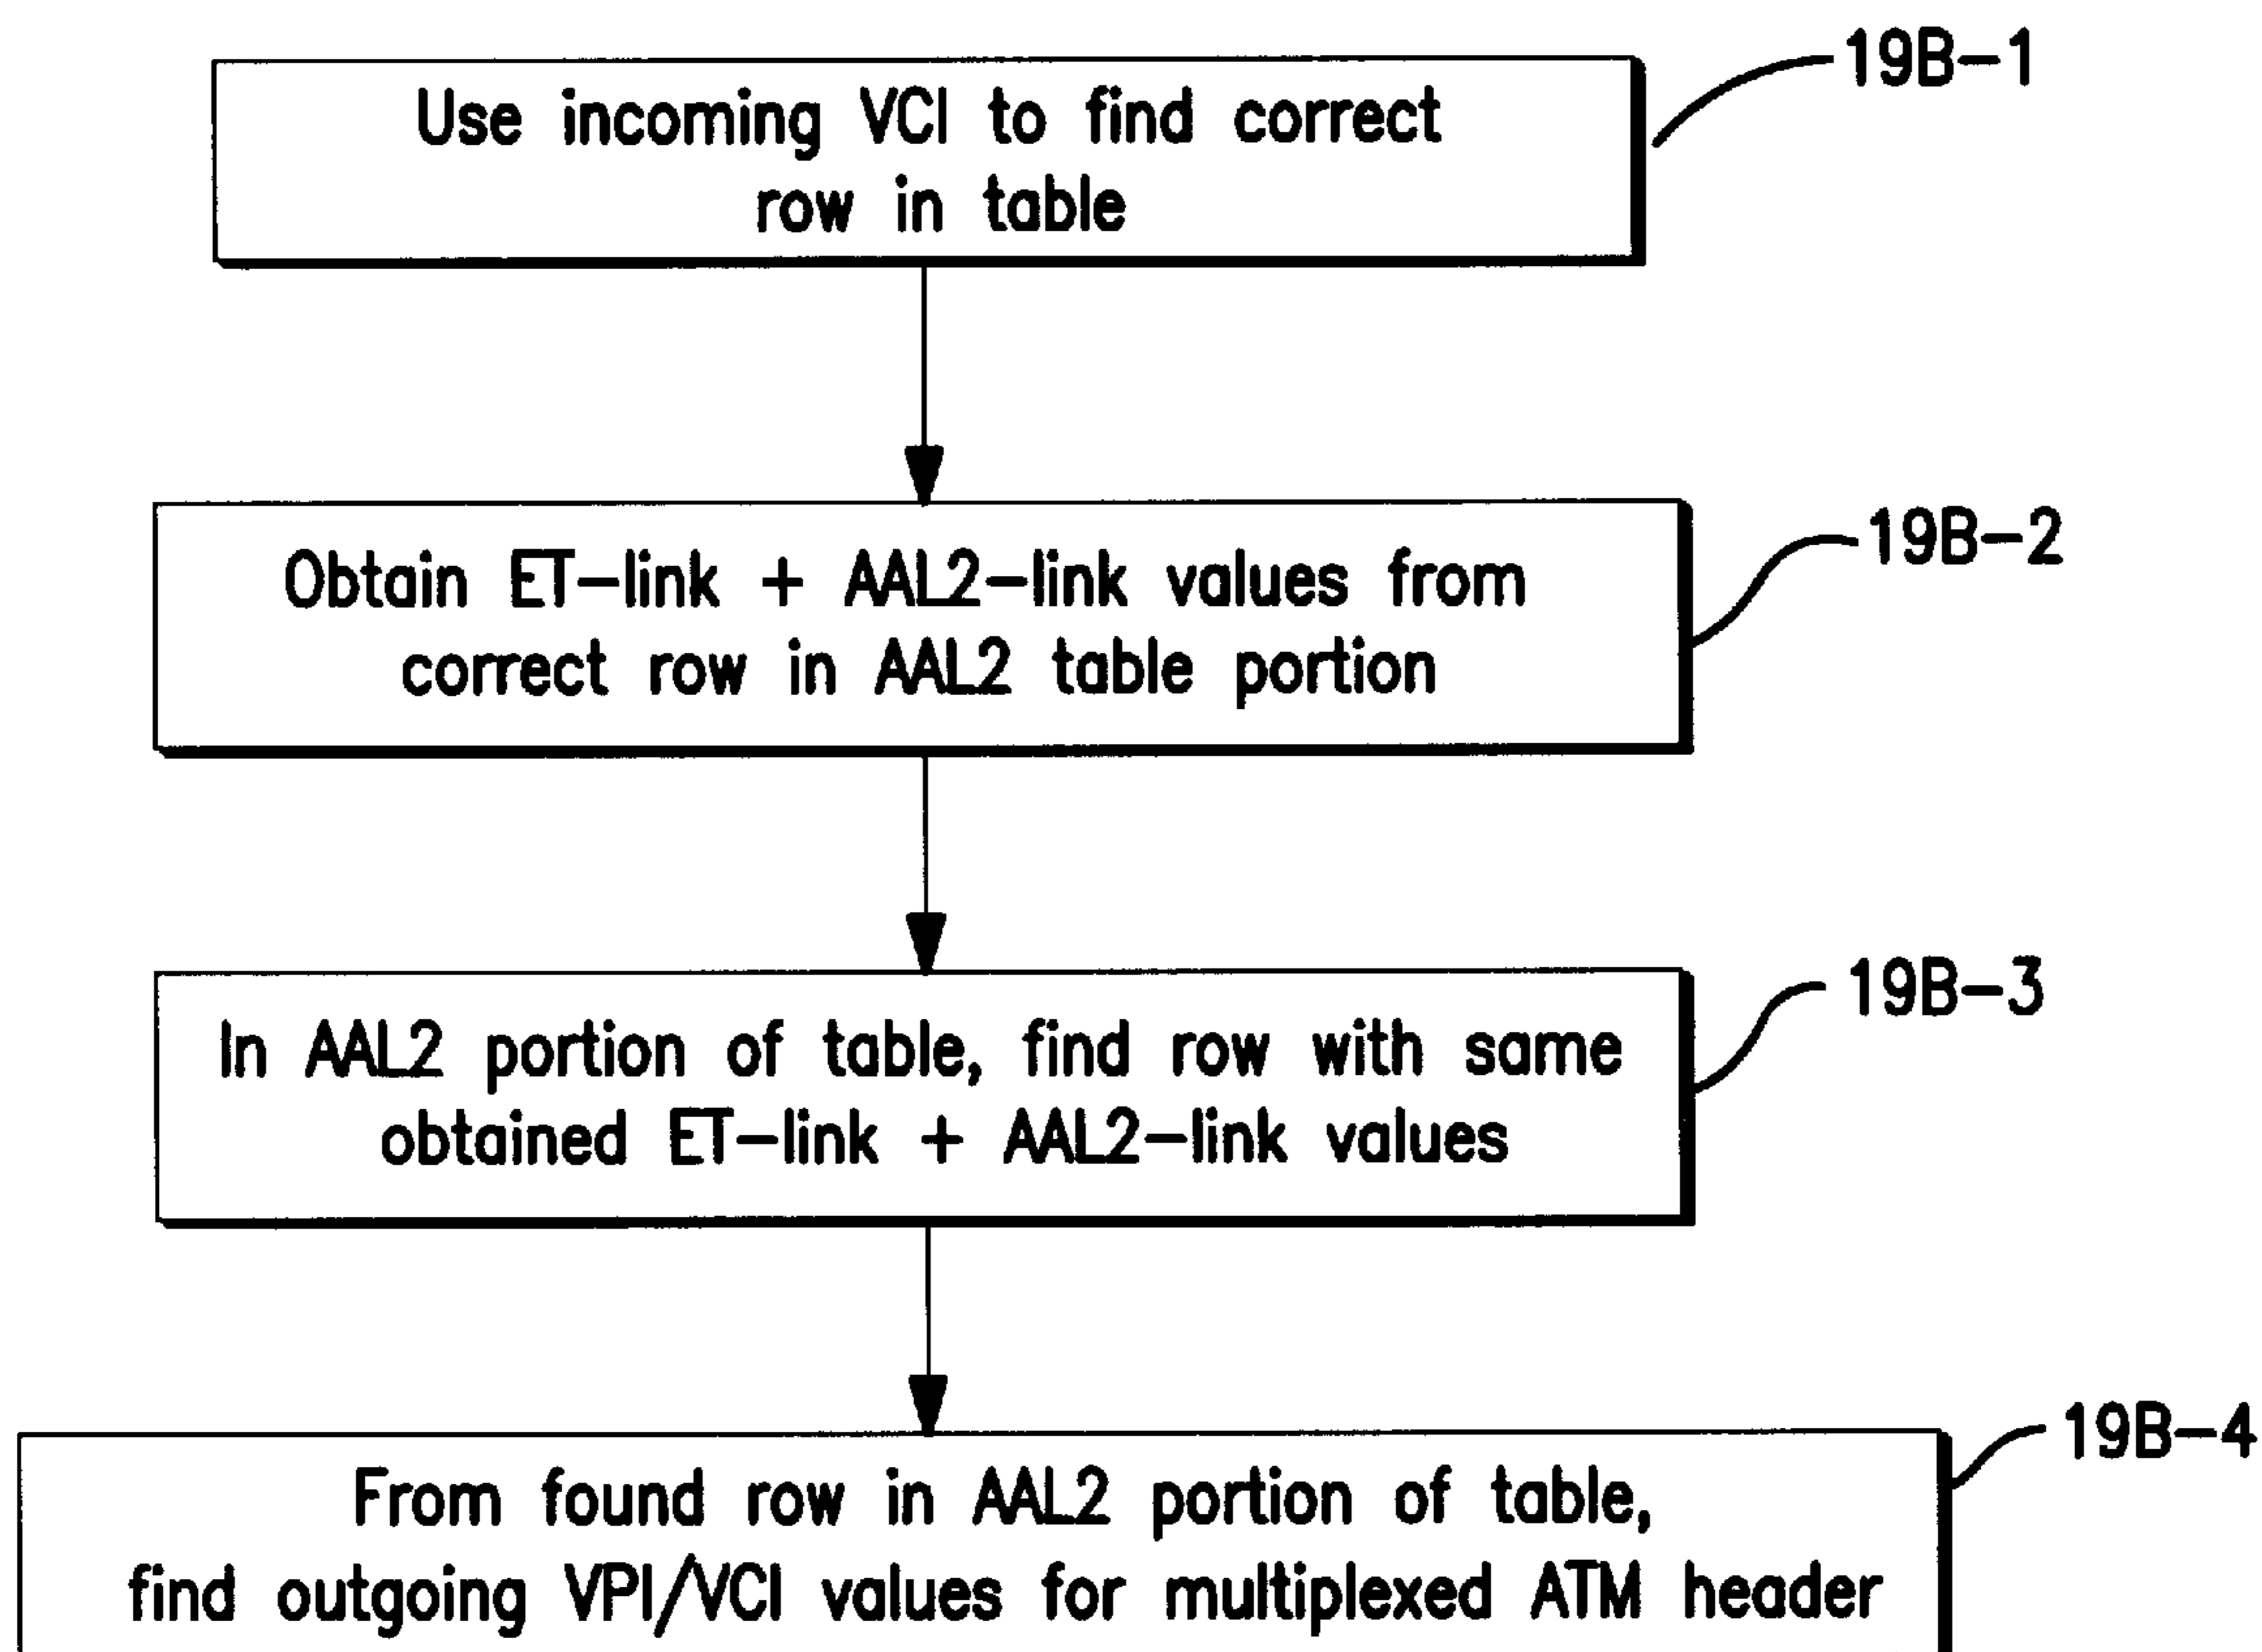 Use incoming VCI to find correct
row in table
19B-1
Obtain ET-link + AAL2-link values from
correct row in AAL2 table portion
19B-2
In AAL2 portion of table, find row with same
obtained ET-link + AAL2-link values
19B-3
From found row in AAL2 portion of table,
find outgoing VPI/VCI values for multiplexed ATM header
19B-4